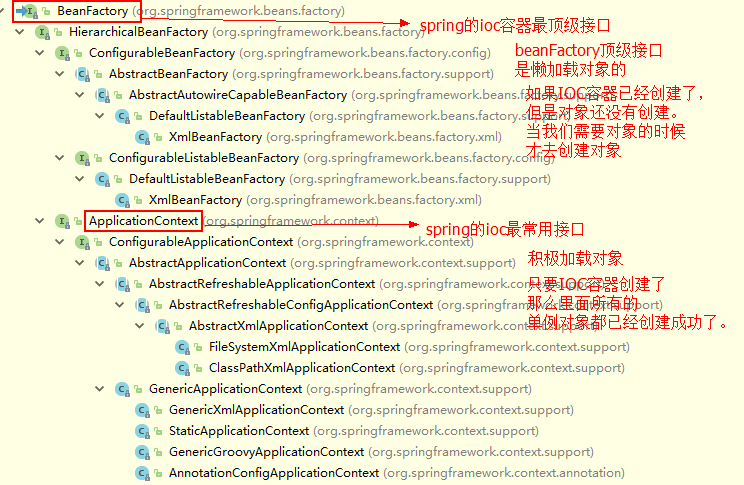 BeanFactory (org.springframework.beans.factory)
spring的ioc容器最顶级接口
HierarchicalBeanFactory (org.springframework.beans.factory)
ConfigurableBeanFactory (org.springframework.beans.factory.config)
beanFactory顶级接口
AbstractBeanFactory (org.springframework.beans.factory.support)
是懒加载对象的
AbstractAutowireCapableBeanFactory (org.springframework.beans.factory.support)
如果IOC容器已经创建了,
DefaultListableBeanFactory (org.springframework.beans.factory.support)
但是对象还没有创建。
XmlBeanFactory (org.springframework.beans.factory.xml)
当我们需要对象的时候
ConfigurableListableBeanFactory (org.springframework.beans.factory.config)
才去创建对象
DefaultListableBeanFactory (org.springframework.beans.factory.support)
XmlBeanFactory (org.springframework.beans.factory.xml)
ApplicationContext (org.springframework.context)
spring的ioc最常用接口
ConfigurableApplicationContext (org.springframework.context)
AbstractApplicationContext (org.springframework.context.support)
积极加载对象
AbstractRefreshableApplicationContext (org.springframework.context.support)
只要IOC容器创建了
AbstractRefreshableConfigApplicationContext (org.springframework.context.support)
那么里面所有的
AbstractXmlApplicationContext (org.springframework.context.support)
单例对象都已经创建成功了。
FileSystemXmlApplicationContext (org.springframework.context.support)
ClassPathXmlApplicationContext (org.springframework.context.support)
GenericApplicationContext (org.springframework.context.support)
GenericXmlApplicationContext (org.springframework.context.support)
StaticApplicationContext (org.springframework.context.support)
GenericGroovyApplicationContext (org.springframework.context.support)
AnnotationConfigApplicationContext (org.springframework.context.annotation)